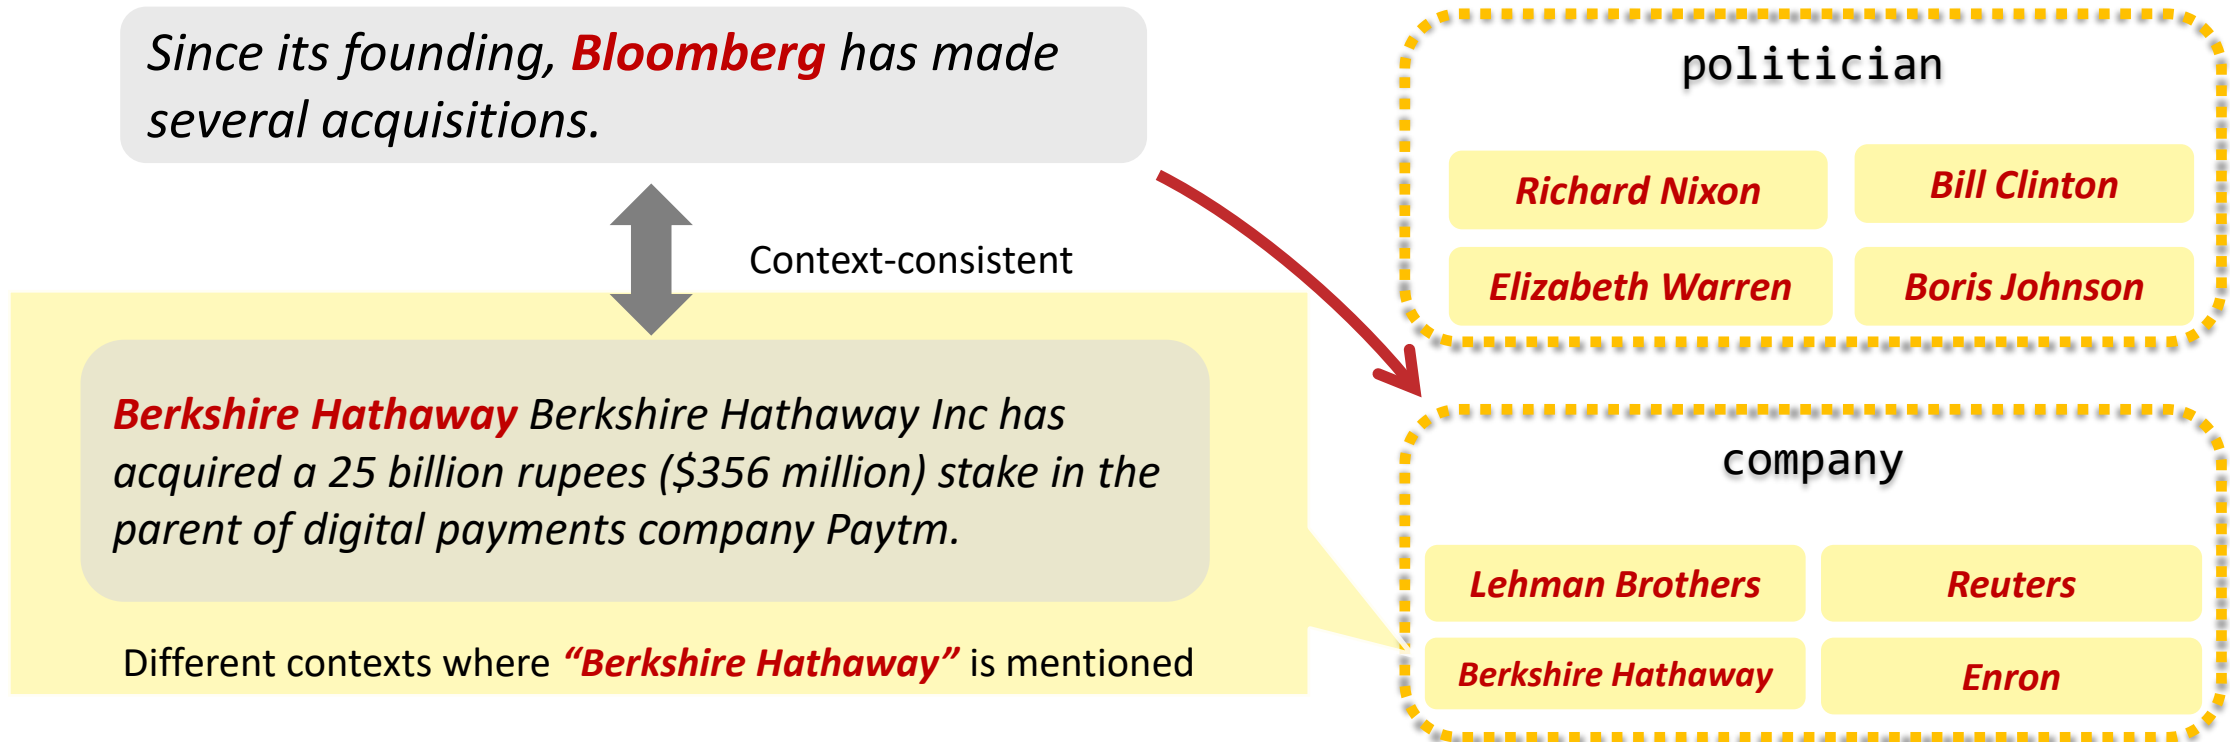 Since its founding, Bloomberg has made
several acquisitions.
Context-consistent
Berkshire Hathaway Berkshire Hathaway Inc has
acquired a 25 billion rupees ($356 million) stake in the
parent of digital payments company Paytm.
Different contexts where “Berkshire Hathaway” is mentioned
politician
Richard Nixon
Bill Clinton
Elizabeth Warren
Boris Johnson
company
Lehman Brothers
Reuters
Berkshire Hathaway
Enron